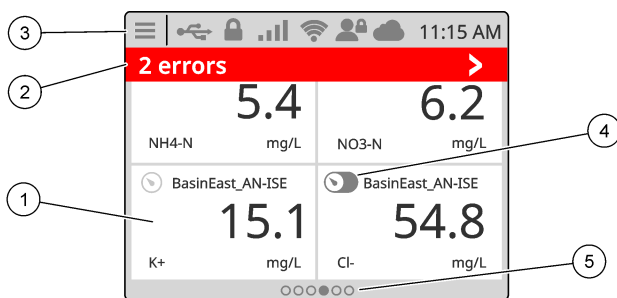 3
11:15 AM
2
2 errors
5.4
6.2
NH4-N mg/L
NO3-N mg/L
4
BasinEast_AN-ISE
BasinEast_AN-ISE
1
15.1
54.8
K+ mg/L
Cl- mg/L
5